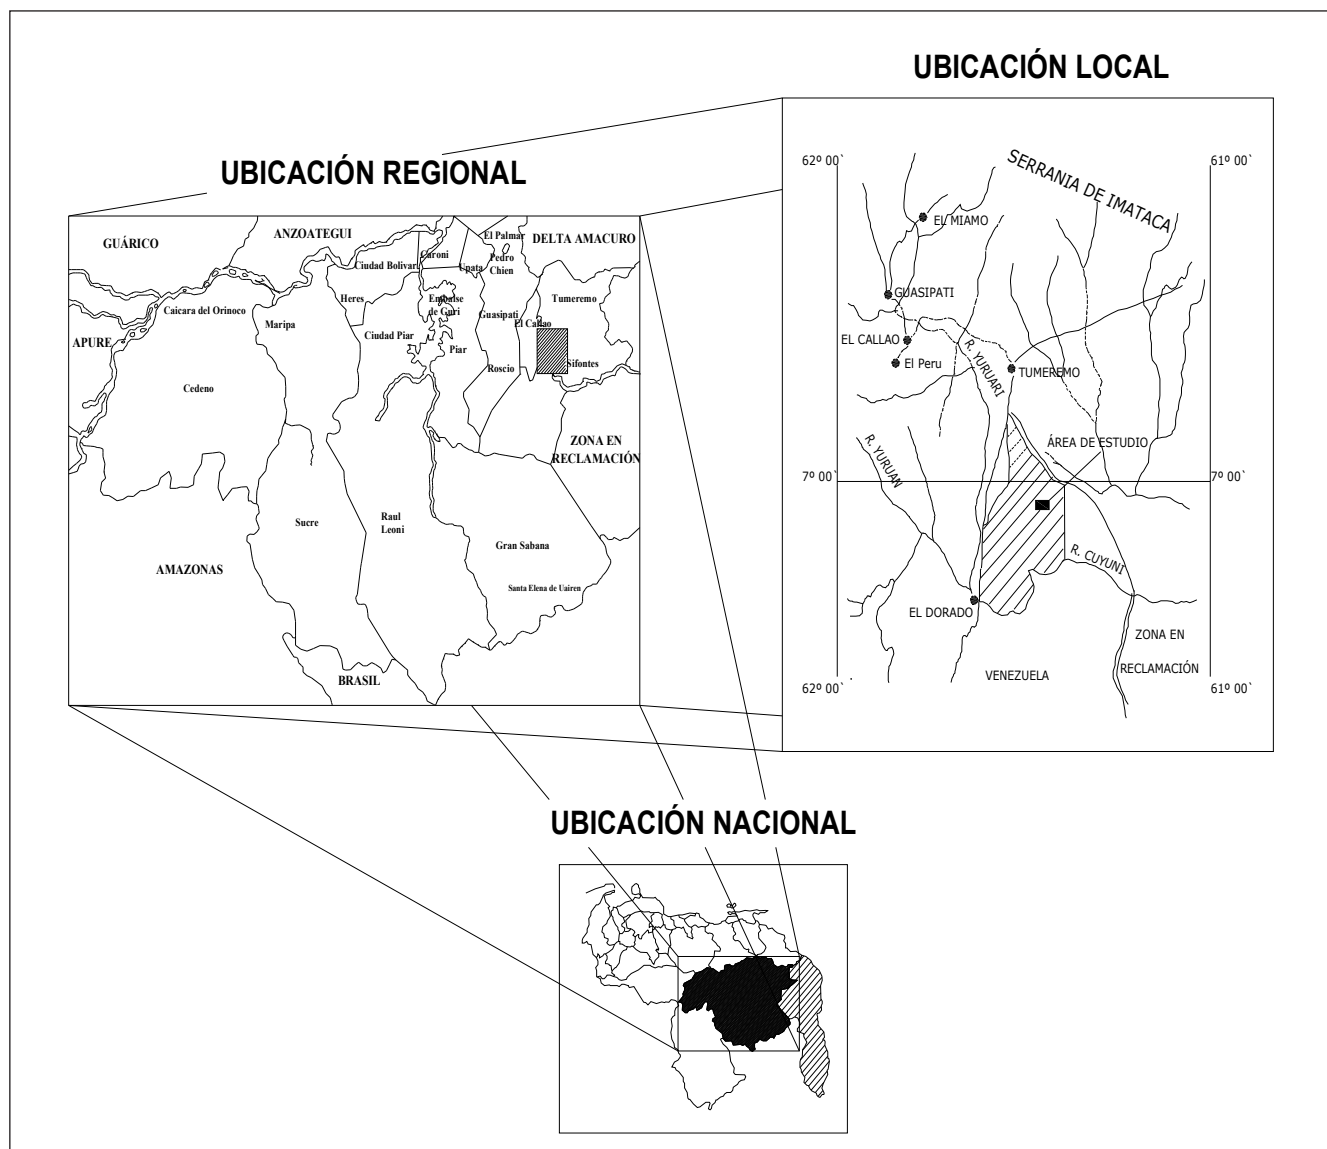 UBICACIÓN LOCAL
62º 00`
61º 00`
SERRANIA DE IMATACA
EL MIAMO
GUASIPATI
EL CALLAO
El Peru
R. YURUARI
TUMEREMO
ÁREA DE ESTUDIO
R. YURUAN
7º 00`
7º 00`
R. CUYUNI
EL DORADO
ZONA EN
RECLAMACIÓN
VENEZUELA
62º 00`
61º 00`
UBICACIÓN REGIONAL
GUÁRICO
ANZOATEGUI
El Palmar
DELTA AMACURO
Caroni
Ciudad Bolivar
Upata
Pedro
Chien
Caicara del Orinoco
Heres
Embalse
de Guri
Tumeremo
Maripa
Guasipati
El Callao
APURE
Ciudad Piar
Piar
Sifontes
Roscio
Cedeno
ZONA EN
RECLAMACIÓN
Sucre
Raul
Leoni
Gran Sabana
AMAZONAS
Santa Elena de Uairen
BRASIL
UBICACIÓN NACIONAL